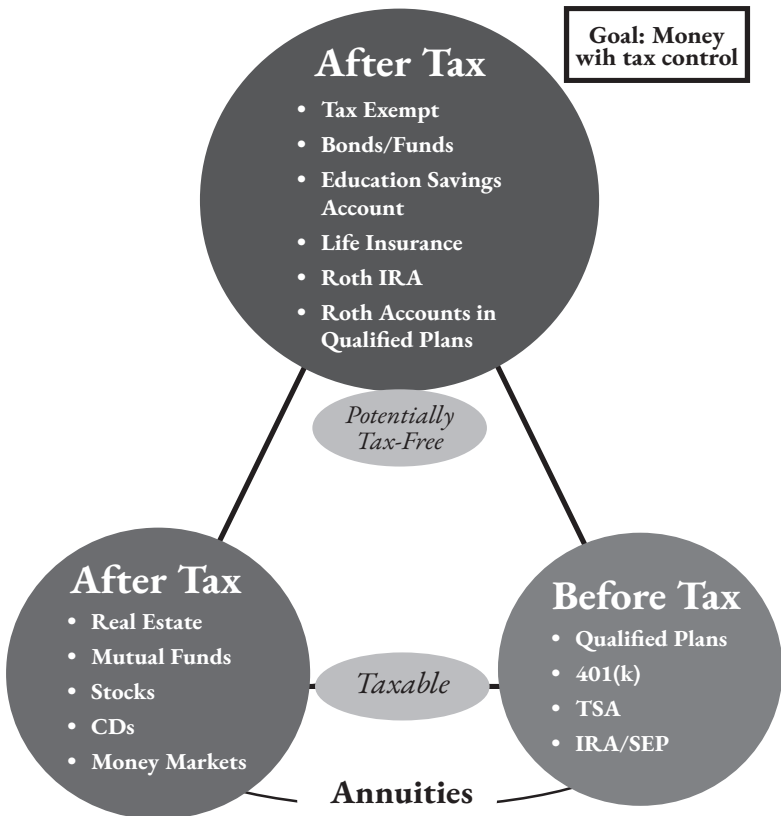 Goal: Money
wih tax control
After Tax
• Tax Exempt
• Bonds/Funds
• Education Savings
Account
• Life Insurance
• Roth IRA
• Roth Accounts in
Qualified Plans
Potentially
Tax-Free
After Tax
• Real Estate
• Mutual Funds
• Stocks
• CDs
• Money Markets
Taxable
Before Tax
• Qualified Plans
• 401(k)
• TSA
• IRA/SEP
Annuities